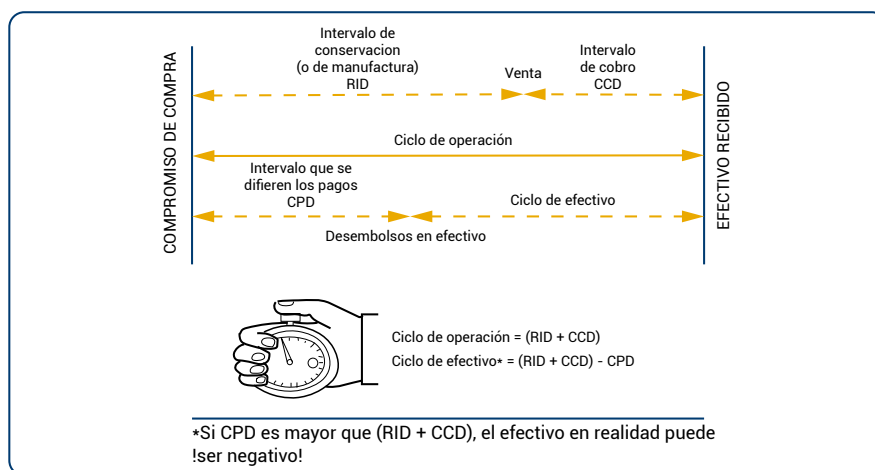 COMPROMISO DE COMPRA
Intervalo de
conservacion
(o de manufactura)
RID
Venta
Intervalo
de cobro
CCD
EFECTIVO RECIBIDO
Ciclo de operación
Intervalo que se
difieren los pagos
CPD
Ciclo de efectivo
Desembolsos en efectivo
Ciclo de operación = (RID + CCD)
Ciclo de efectivo* = (RID + CCD) - CPD
*Si CPD es mayor que (RID + CCD), el efectivo en realidad puede
!ser negativo!